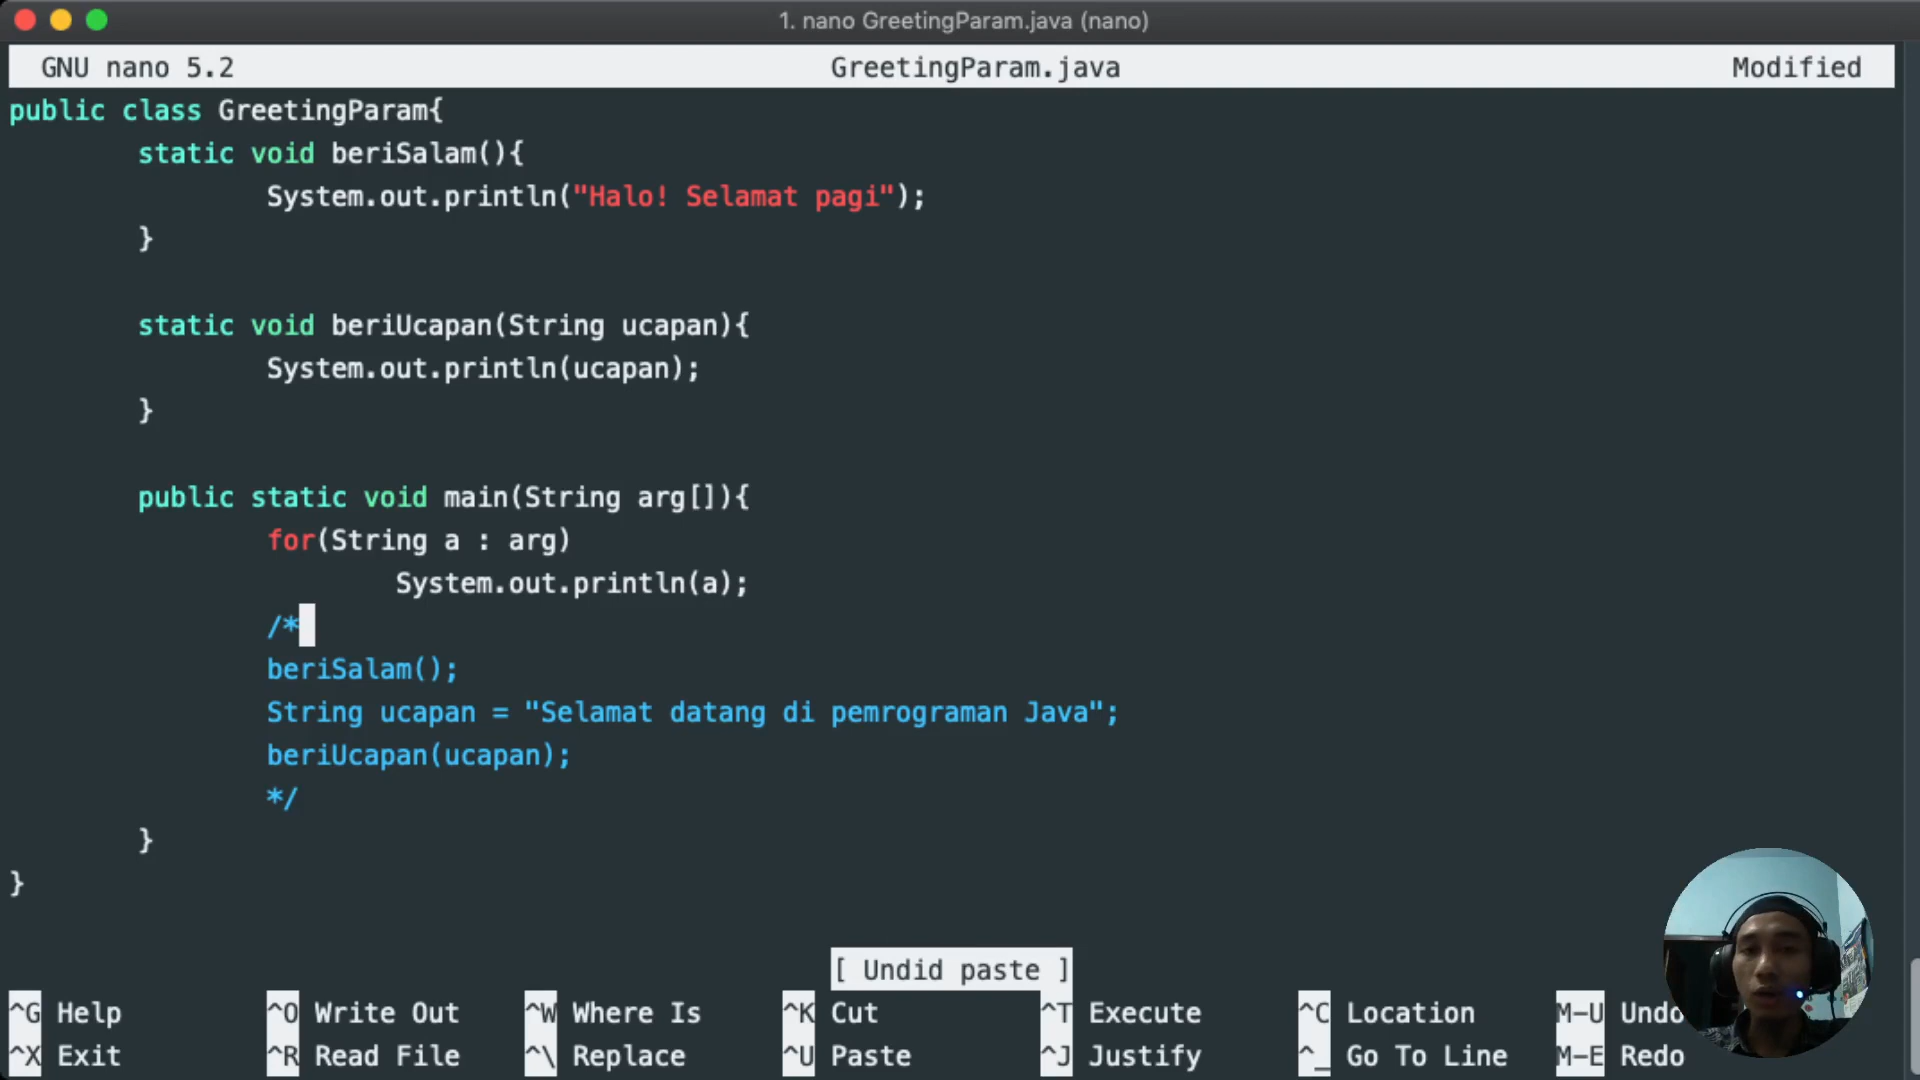 1. nano GreetingParam.java (nano)
GNU nano 5.2 GreetingParam.java Modified
public class GreetingParam{
static void beriSalam(){
System.out.println("Halo! Selamat pagi");
}
static void beriUcapan(String ucapan){
System.out.println(ucapan);
}
public static void main(String arg[]){
for(String a : arg)
System.out.println(a);
/*
beriSalam();
String ucapan = "Selamat datang di pemrograman Java";
beriUcapan(ucapan);
*/
}
}
[ Undid paste ]
^G Help ^O Write Out ^W Where Is ^K Cut ^T Execute ^C Location M-U Undo
^X Exit ^R Read File ^\ Replace ^U Paste ^J Justify ^_ Go To Line M-E Redo